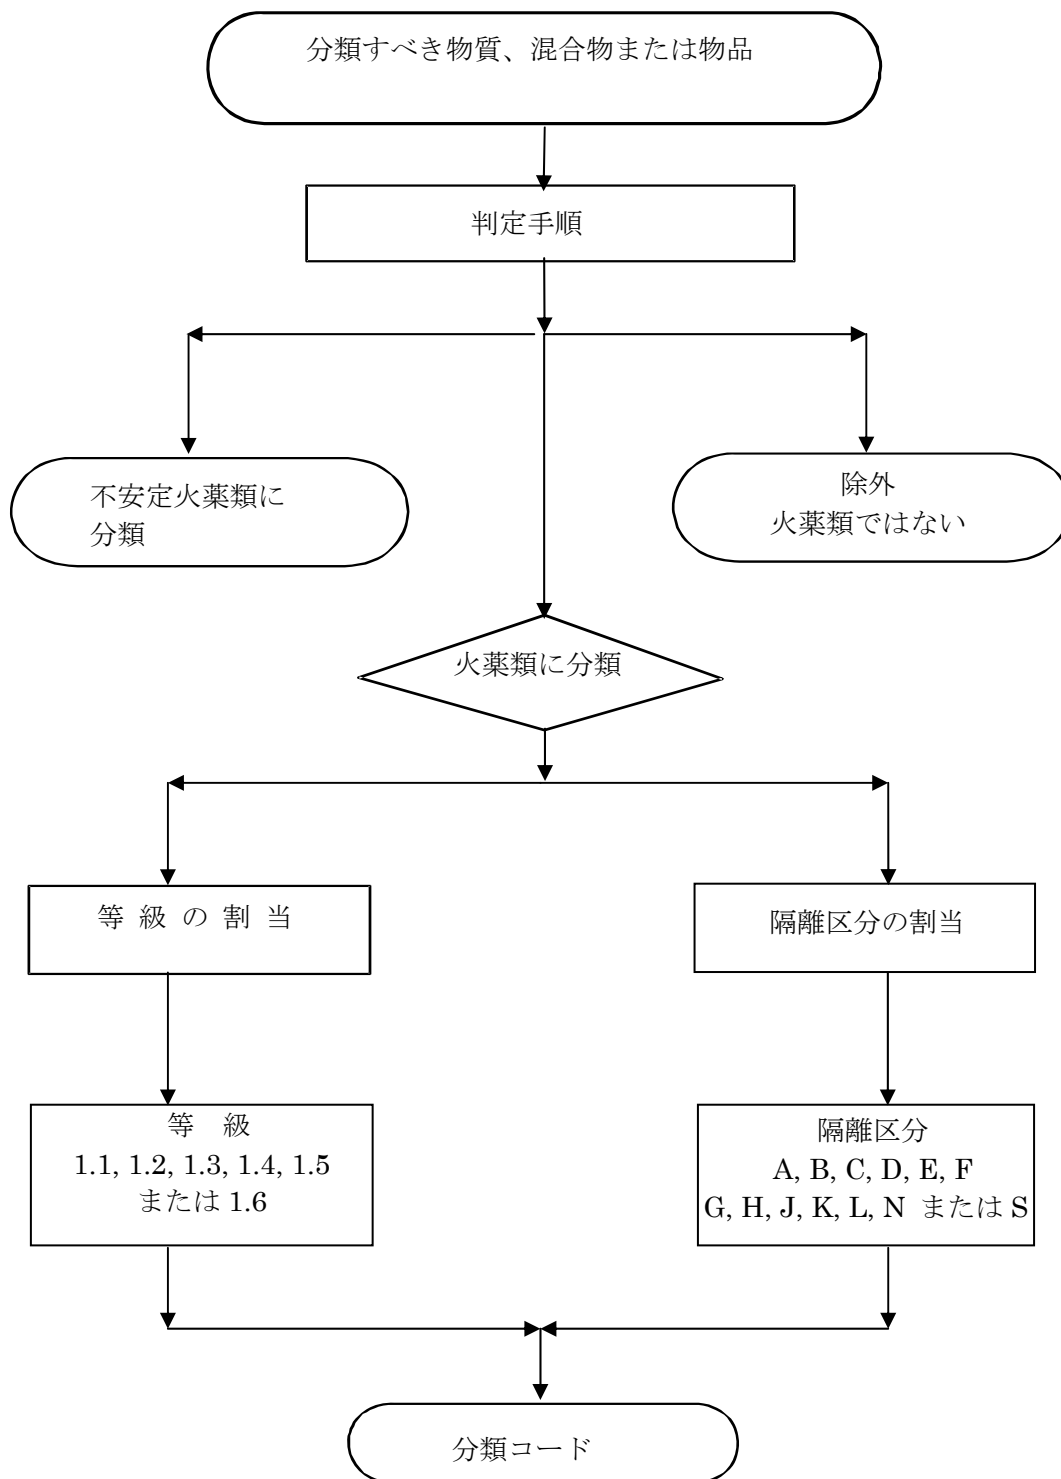 分類すべき物質、混合物または物品
判定手順
不安定火薬類に
分類
除外
火薬類ではない
火薬類に分類
等 級 の 割 当
隔離区分の割当
等　級
1.1, 1.2, 1.3, 1.4, 1.5
または 1.6
隔離区分
A, B, C, D, E, F
G, H, J, K, L, N または S
分類コード